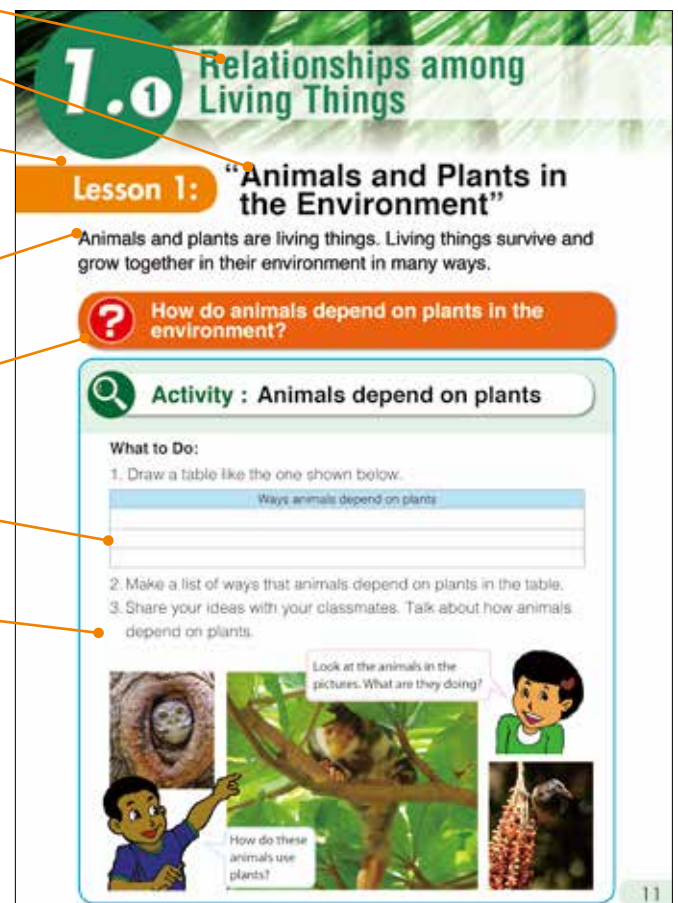 1.1
Relationships among
Living Things
Lesson 1:
"Animals and Plants in
the Environment"
Animals and plants are living things. Living things survive and
grow together in their environment in many ways.
?
How do animals depend on plants in the
environment?
Activity : Animals depend on plants
What to Do:
1. Draw a table like the one shown below.
Ways animals depend on plants
2. Make a list of ways that animals depend on plants in the table.
3. Share your ideas with your classmates. Talk about how animals
depend on plants.
Look at the animals in the
pictures. What are they doing?
How do these
animals use
plants?
11